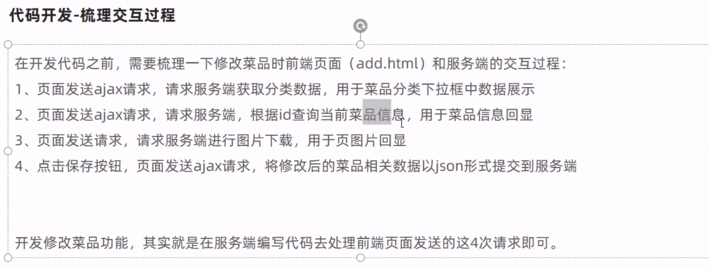 代码开发-梳理交互过程
在开发代码之前，需要梳理一下修改菜品时前端页面（add.html）和服务端的交互过程：
1、页面发送ajax请求，请求服务端获取分类数据，用于菜品分类下拉框中数据展示
2、页面发送ajax请求，请求服务端，根据id查询当前菜品信息，用于菜品信息回显
3、页面发送请求，请求服务端进行图片下载，用于页图片回显
4、点击保存按钮，页面发送ajax请求，将修改后的菜品相关数据以json形式提交到服务端
开发修改菜品功能，其实就是在服务端编写代码去处理前端页面发送的这4次请求即可。